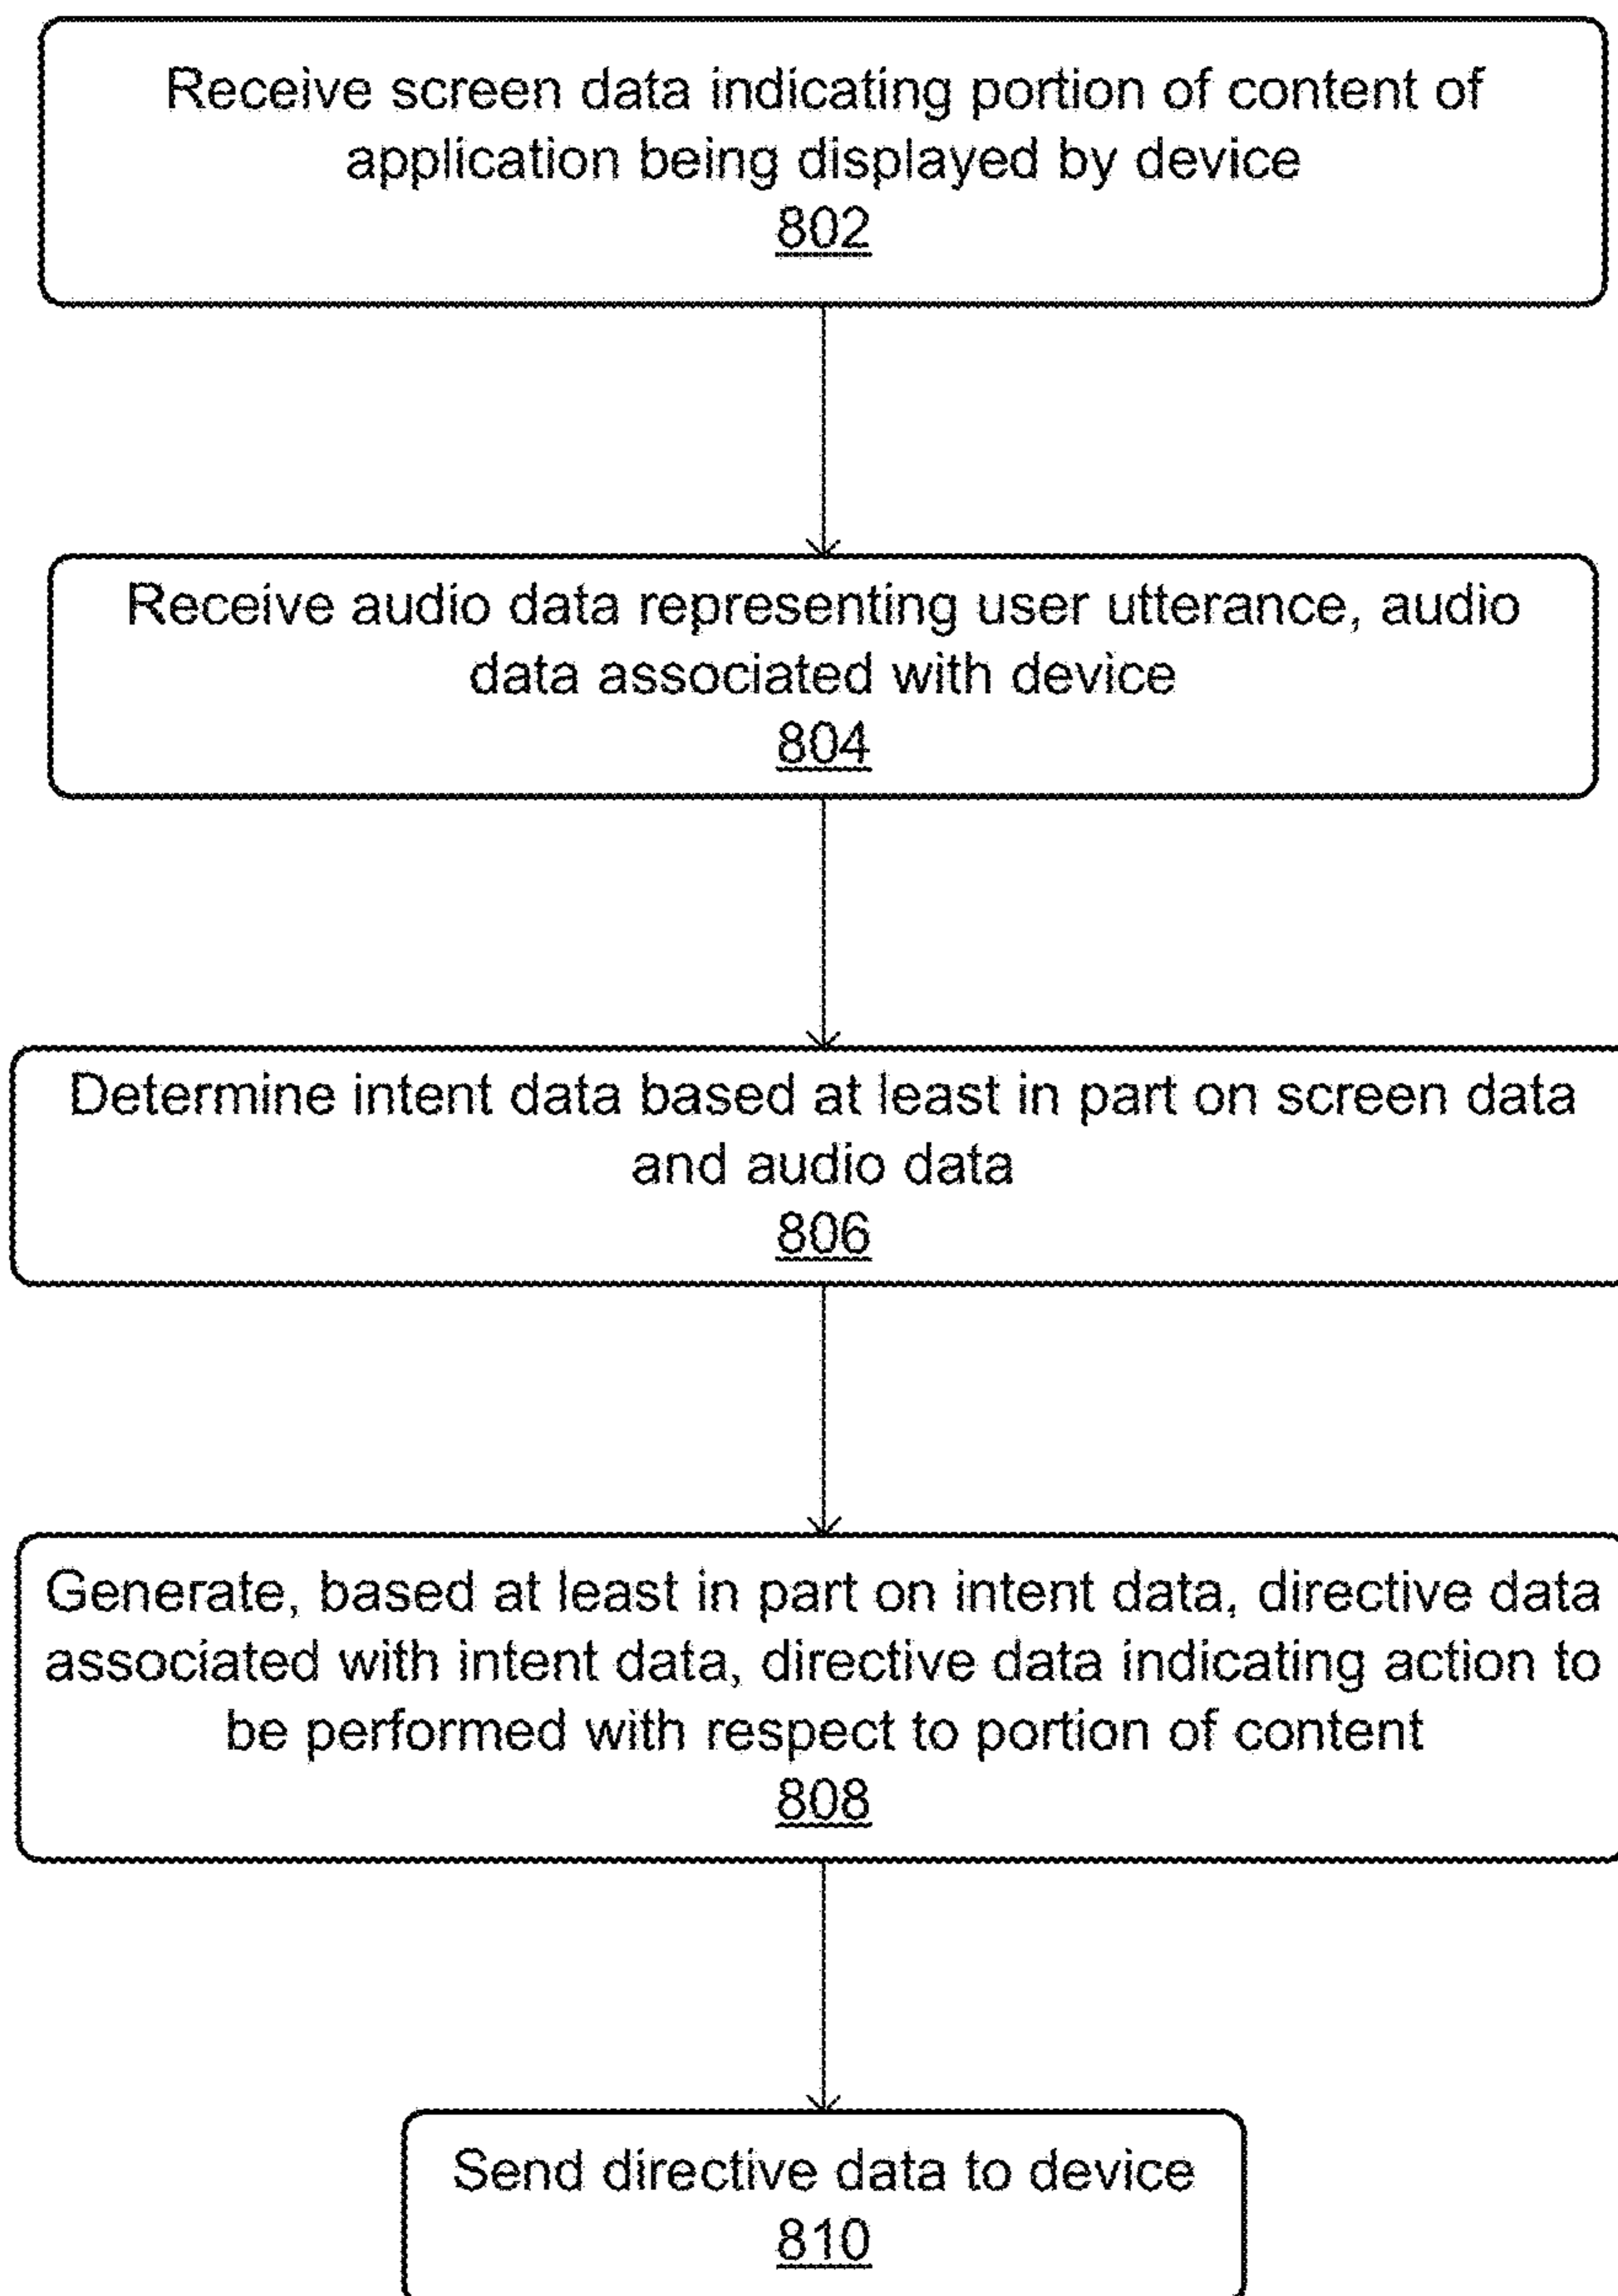 Receive screen data indicating portion of content of
application being displayed by device
802
Receive audio data representing user utterance, audio
data associated with device
804
Determine intent data based at least in part on screen data
and audio data
806
Generate, based at least in part on intent data, directive data
associated with intent data, directive data indicating action to
be performed with respect to portion of content
808
Send directive data to device
810